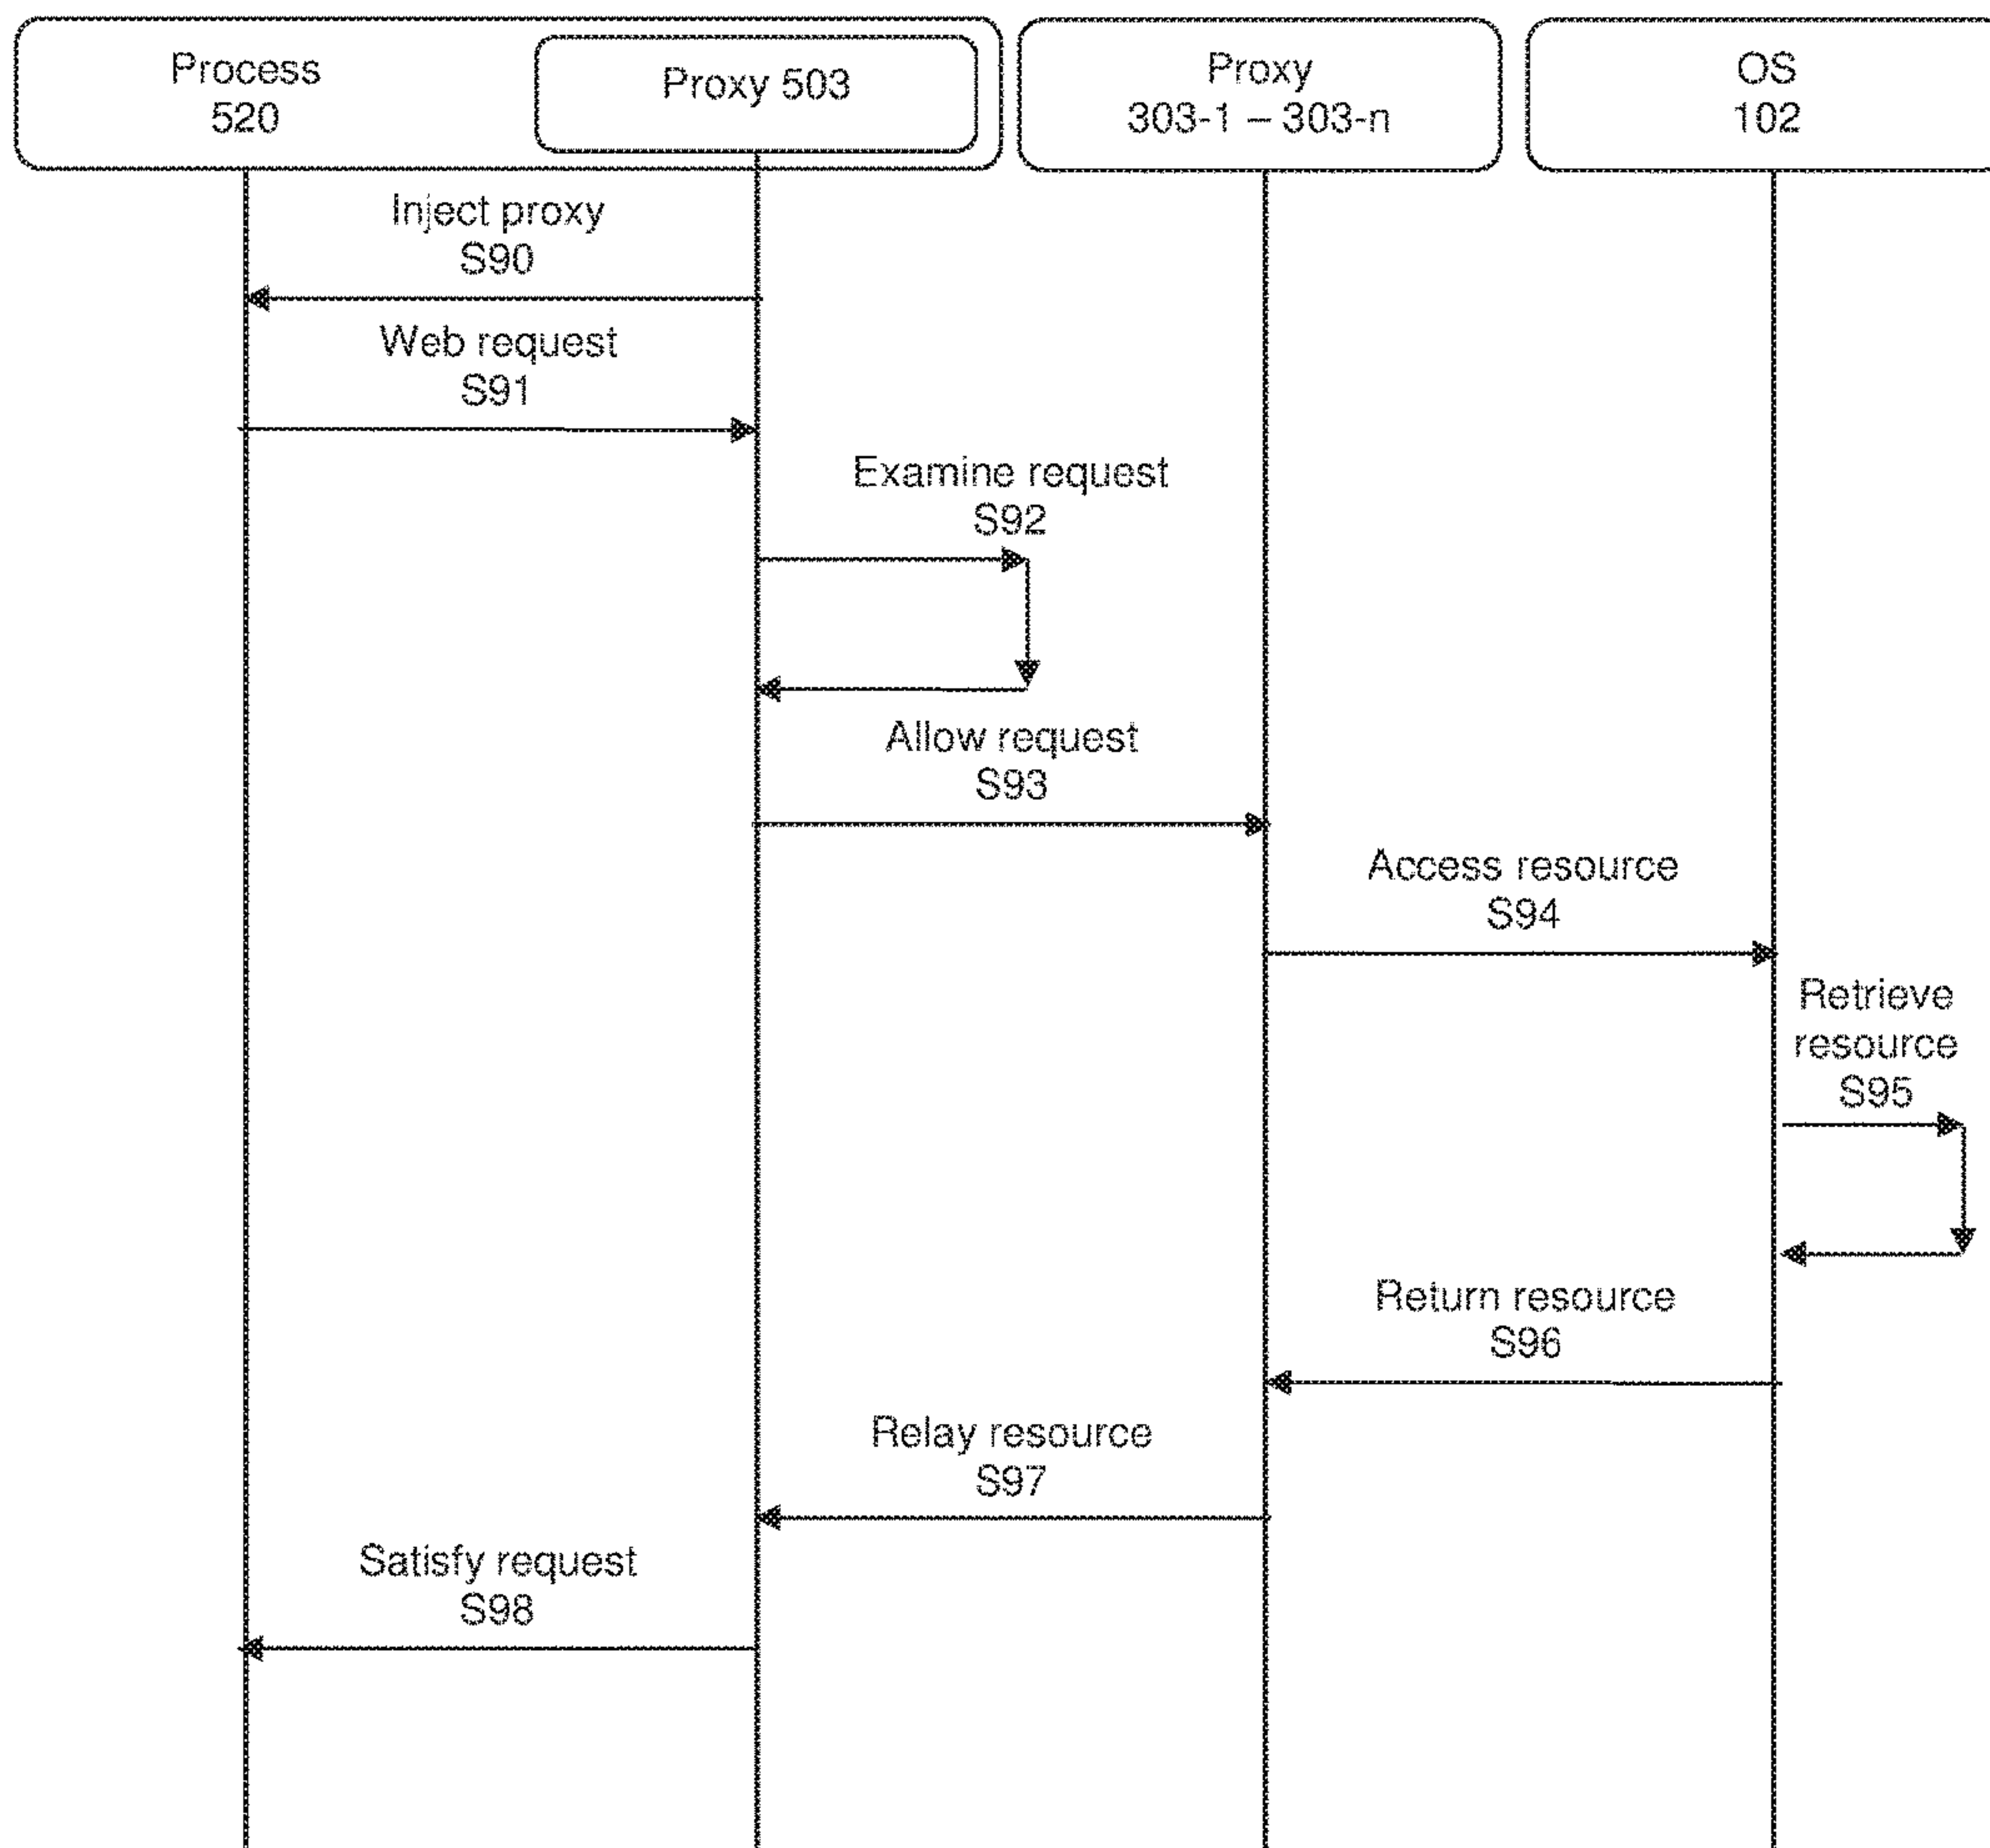 Process
520
Proxy 503
Proxy
303-1 – 303-n
OS
102
Inject proxy
S90
Web request
S91
Examine request
S92
Allow request
S93
Access resource
S94
Retrieve
resource
S95
Return resource
S96
Relay resource
S97
Satisfy request
S98